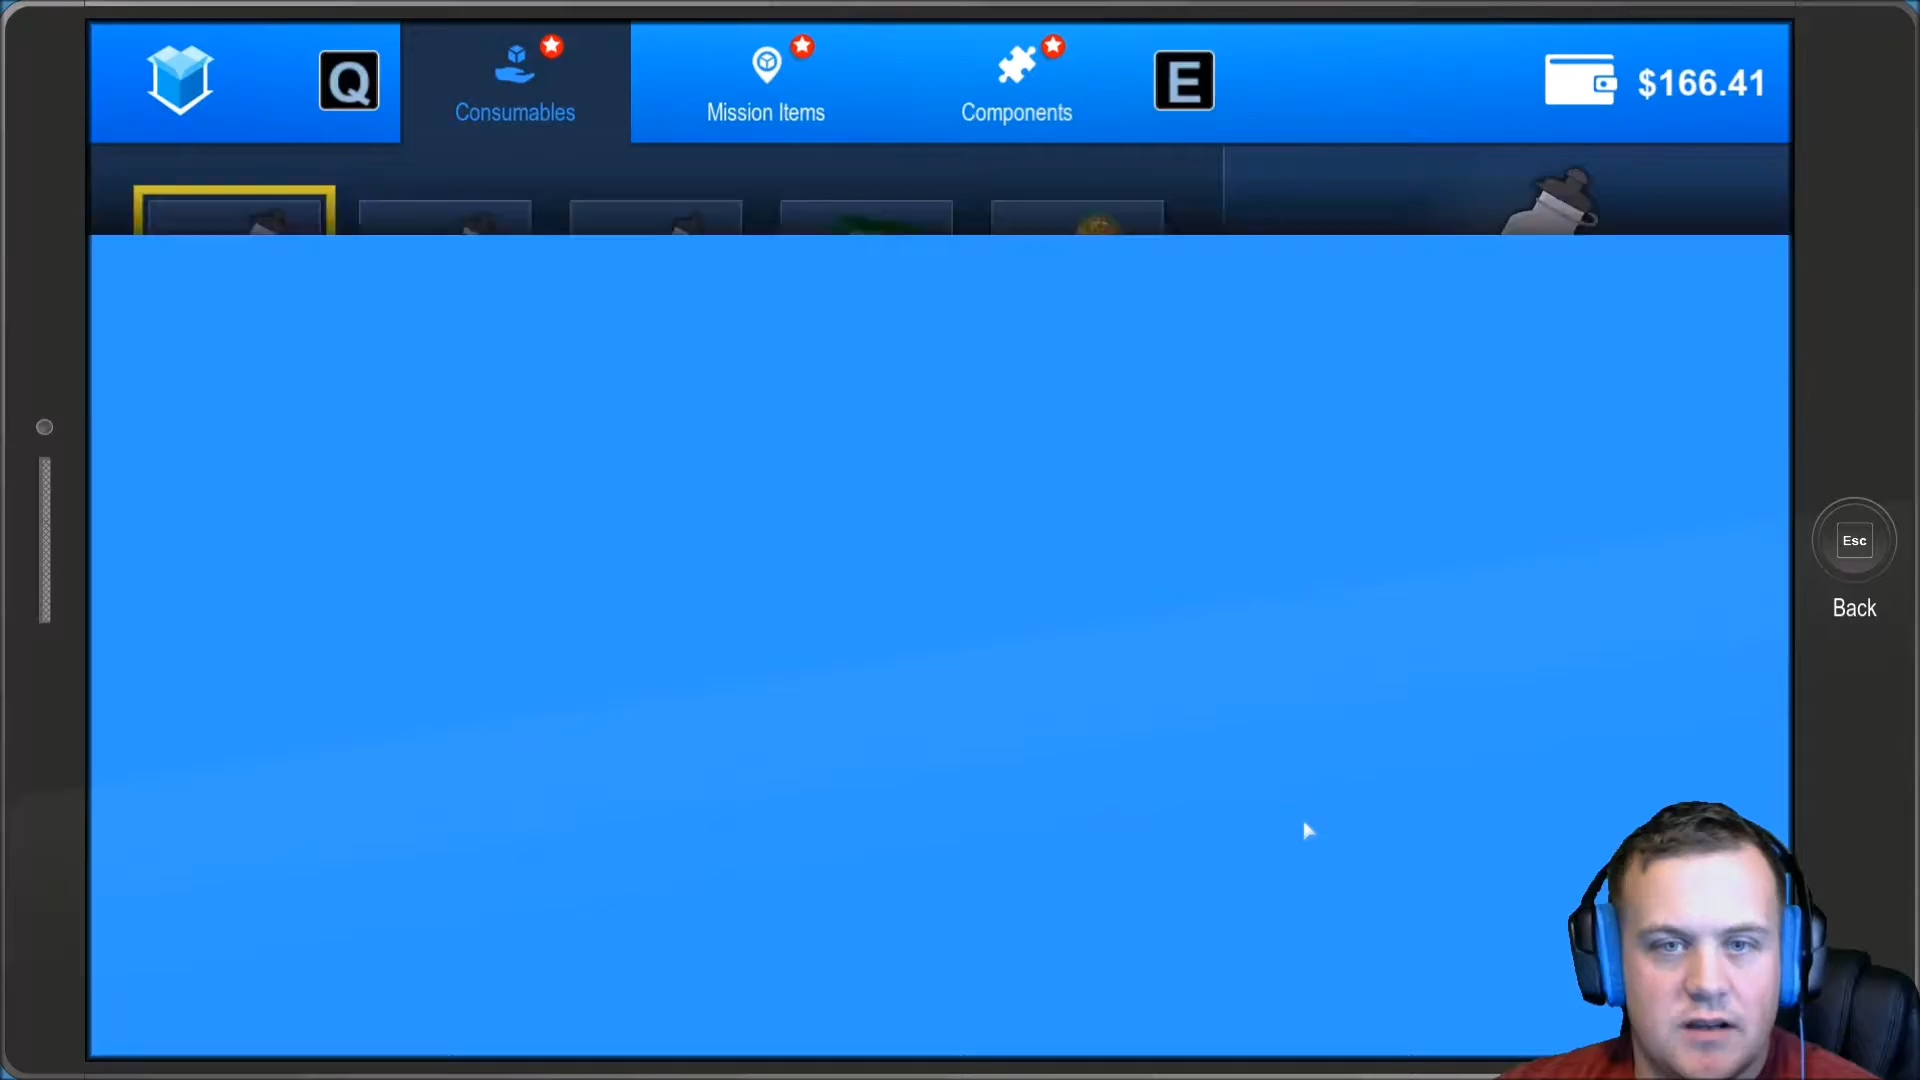 Q
Consumables
Mission Items
Components
E
$166.41
Esc
Back